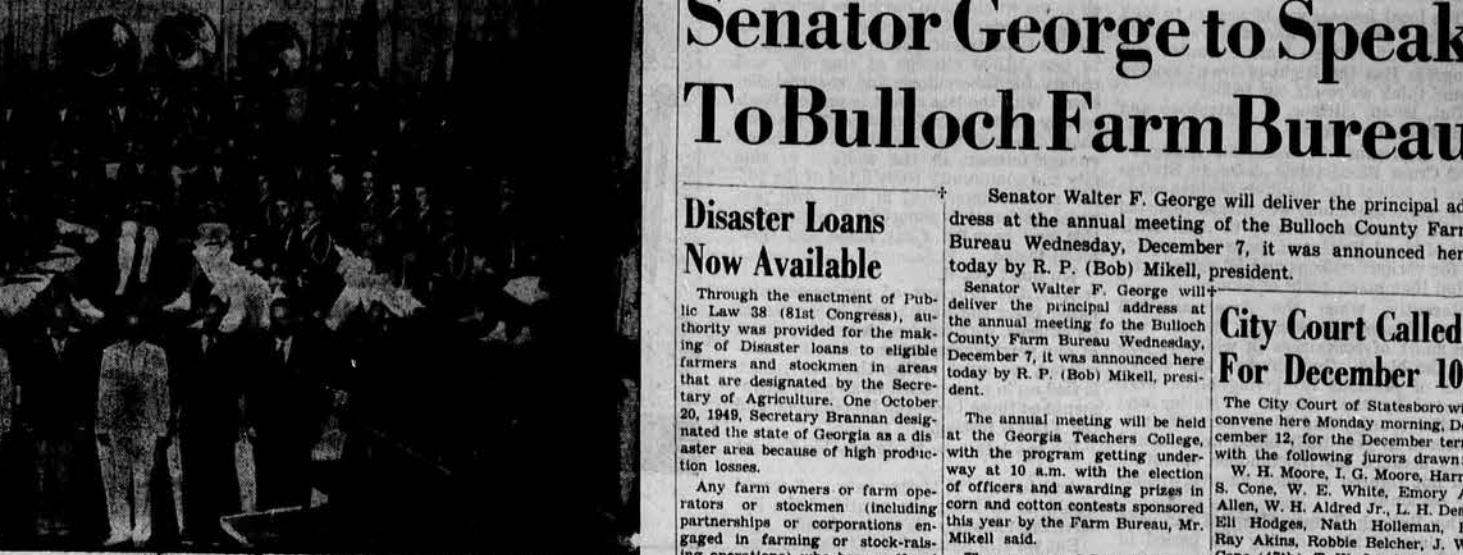 Senator George to Speak
To Bulloch Farm Bureau
Disaster Loans
Now Available
Through the enactment of Pub-
lic Law 38 (81st Congress), au-
thority was provided for the mak-
ing of Disaster loans to eligible
farmers and stockmen in areas
that are designated by the Secre-
tary of Agriculture. One October
20, 1949, Secretary Brannan desig-
nated the state of Georgia as a dis
aster area because of high produc-
tion losses.
Any farm owners or farm ope-
rators or stockmen (including
partnerships or corporations en-
gaged in farming or stock-rais-
Senator Walter F. George will deliver the principal ad
dress at the annual meeting of the Bulloch County Farm
Bureau Wednesday, December 7, it was announced her
today by R. P. (Bob) Mikell, president.
Senator Walter F. George will
deliver the principal address at
the annual meeting fo the Bulloch
County Farm Bureau Wednesday,
December 7, it was announced here
today by R. P. (Bob) Mikell, presi-
dent.
The annual meeting will be held
at the Georgia Teachers College,
with the program getting under-
way at 10 a.m. with the election
of officers and awarding prizes in
corn and cotton contests sponsored
this year by the Farm Bureau, Mr.
Mikell said.
City Court Called
For December 10
The City Court of Statesboro wi
convene here Monday morning, De
cember 12, for the December ter
with the following jurors drawn:
W. H. Moore, I. G. Moore, Harr
S. Cone, W. E. White, Emory A
Allen, W. H. Aldred Jr., L. H. De
Eli Hodges, Nath Holleman,
Ray Akins, Robbie Belcher, J. W